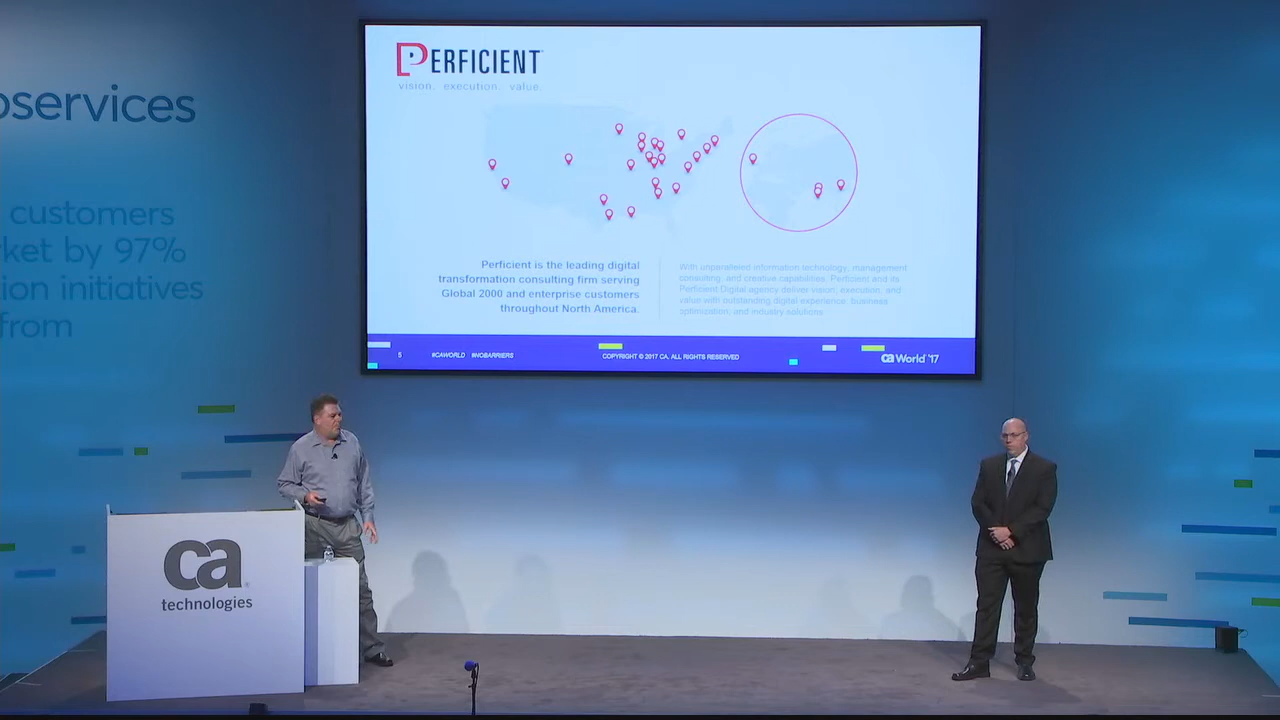 oservices
customers
ket by 97%
ion initiatives
from
PERFICIENT
vision. execution. value.
Perficient is the leading digital
transformation consulting firm serving
Global 2000 and enterprise customers
throughout North America.
With unparalleled information technology, management
consulting, and creative capabilities, Perficient and its
Perficient Digital agency deliver vision, execution, and
value with outstanding digital experience, business
optimization, and industry solutions.
5 #CAWORLD #NOBARRIERS COPYRIGHT © 2017 CA. ALL RIGHTS RESERVED ca World '17
ca
technologies